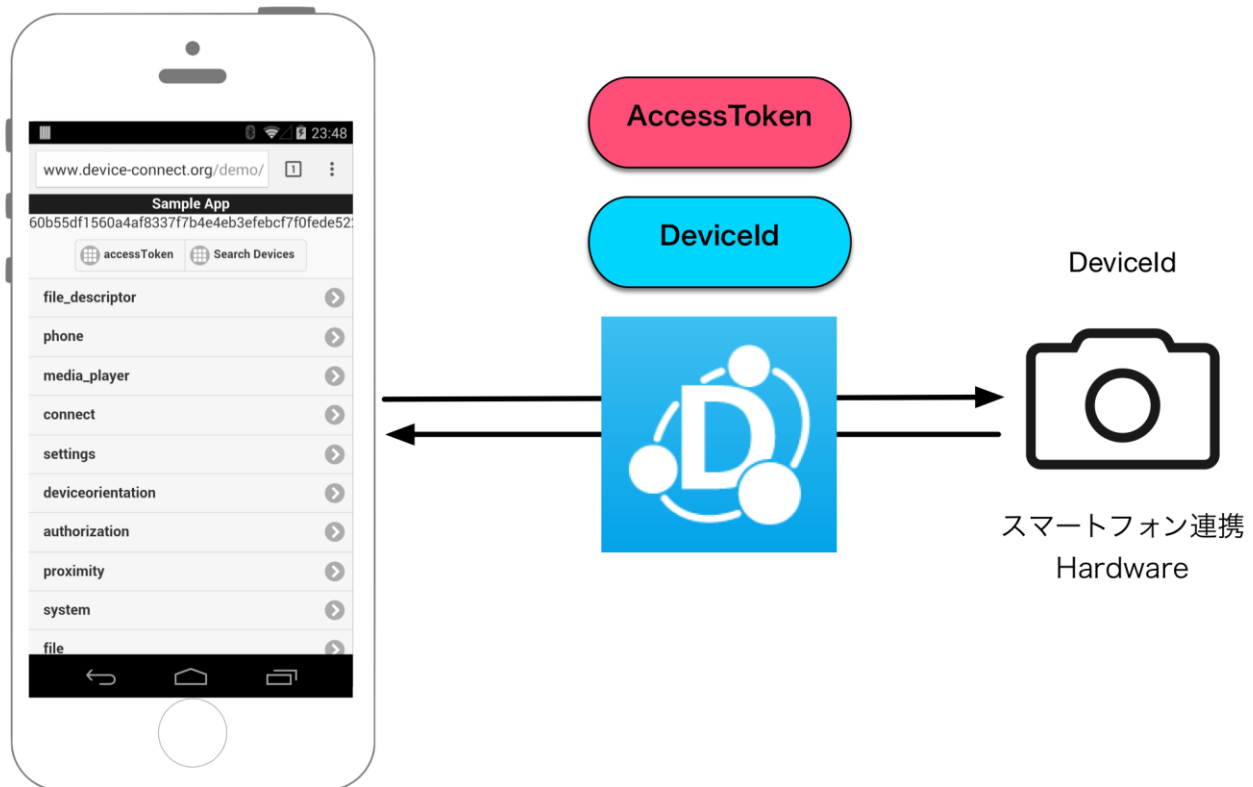 23:48
www.device-connect.org/demo/
1
Sample App
60b55df1560a4af8337f7b4e4eb3efebcf7f0fede52
accessToken
Search Devices
file_descriptor
phone
media_player
connect
settings
deviceorientation
authorization
proximity
system
file
AccessToken
DeviceId
D
DeviceId
スマートフォン連携
Hardware